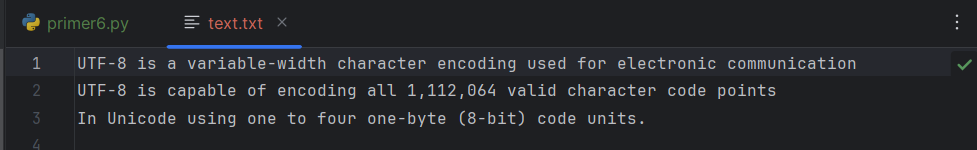 primer6.py text.txt
1 UTF-8 is a variable-width character encoding used for electronic communication
2 UTF-8 is capable of encoding all 1,112,064 valid character code points
3 In Unicode using one to four one-byte (8-bit) code units.
4